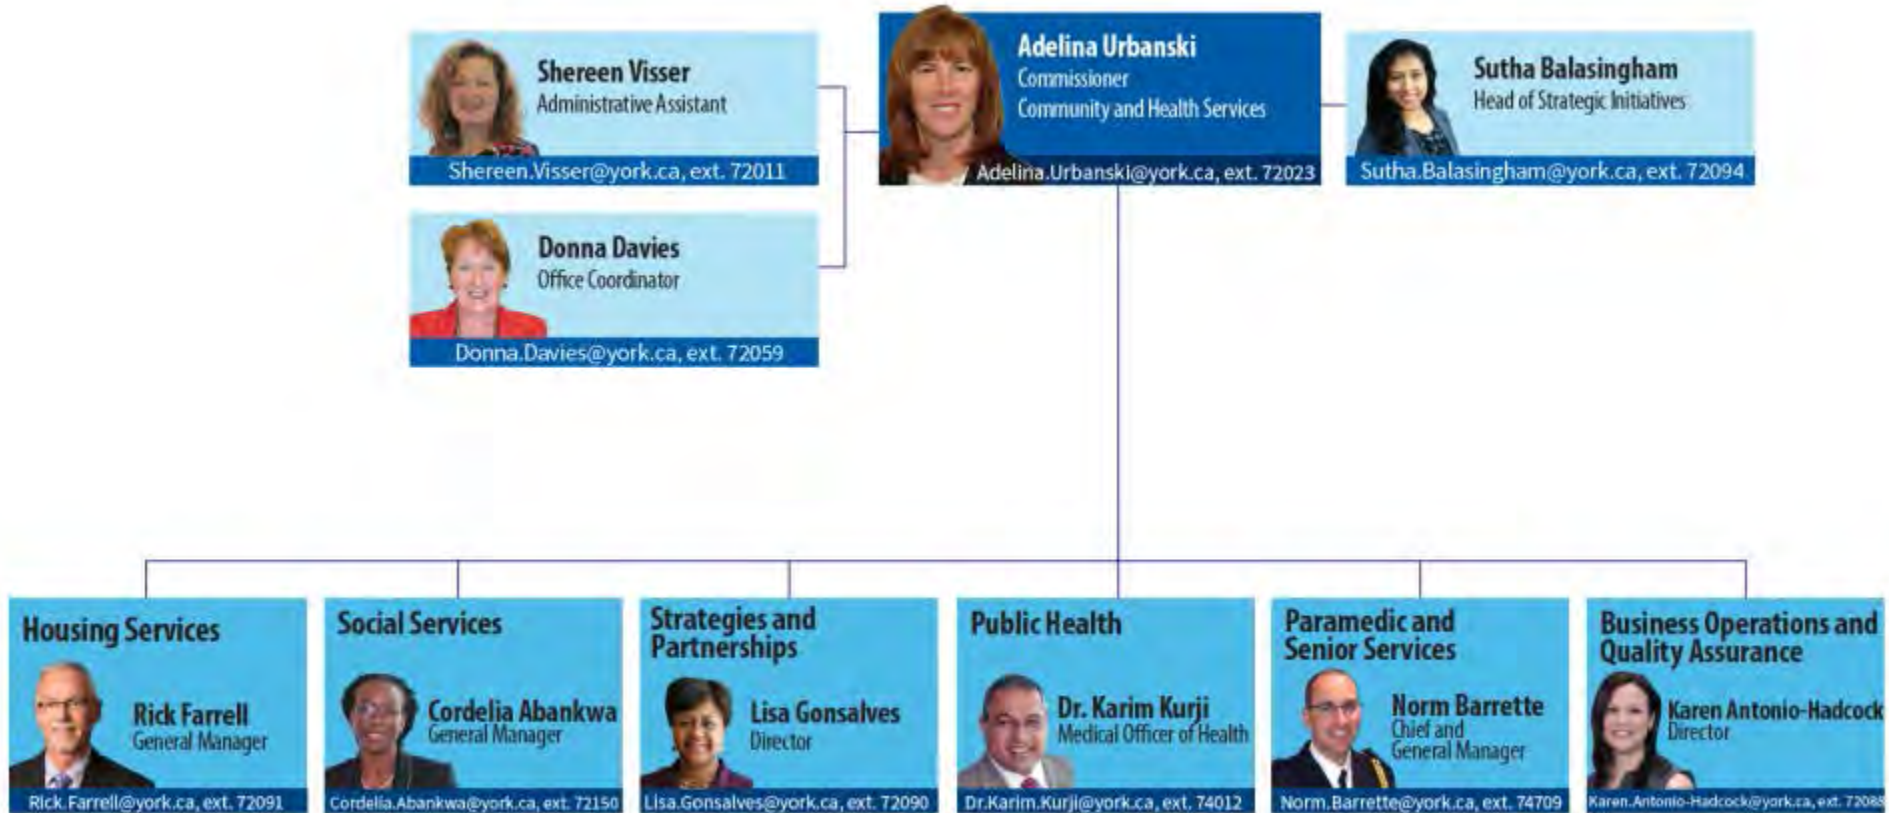 Shereen Visser
Administrative Assistant
Shereen.Visser@york.ca, ext. 72011
Adelina Urbanski
Commissioner
Community and Health Services
Adelina.Urbanski@york.ca, ext. 72023
Sutha Balasingham
Head of Strategic Initiatives
Sutha.Balasingham@york.ca, ext. 72094
Donna Davies
Office Coordinator
Donna.Davies@york.ca, ext. 72059
Housing Services
Rick Farrell
General Manager
Rick.Farrell@york.ca, ext. 72091
Social Services
Cordelia Abankwa
General Manager
Cordelia.Abankwa@york.ca, ext. 72150
Strategies and
Partnerships
Lisa Gonsalves
Director
Lisa.Gonsalves@york.ca, ext. 72090
Public Health
Dr. Karim Kurji
Medical Officer of Health
Dr.Karim.Kurji@york.ca, ext. 74012
Paramedic and
Senior Services
Norm Barrette
Chief and
General Manager
Norm.Barrette@york.ca, ext. 74709
Business Operations and
Quality Assurance
Karen Antonio-Hadcock
Director
Karen.Antonio-Hadcock@york.ca, ext. 72088